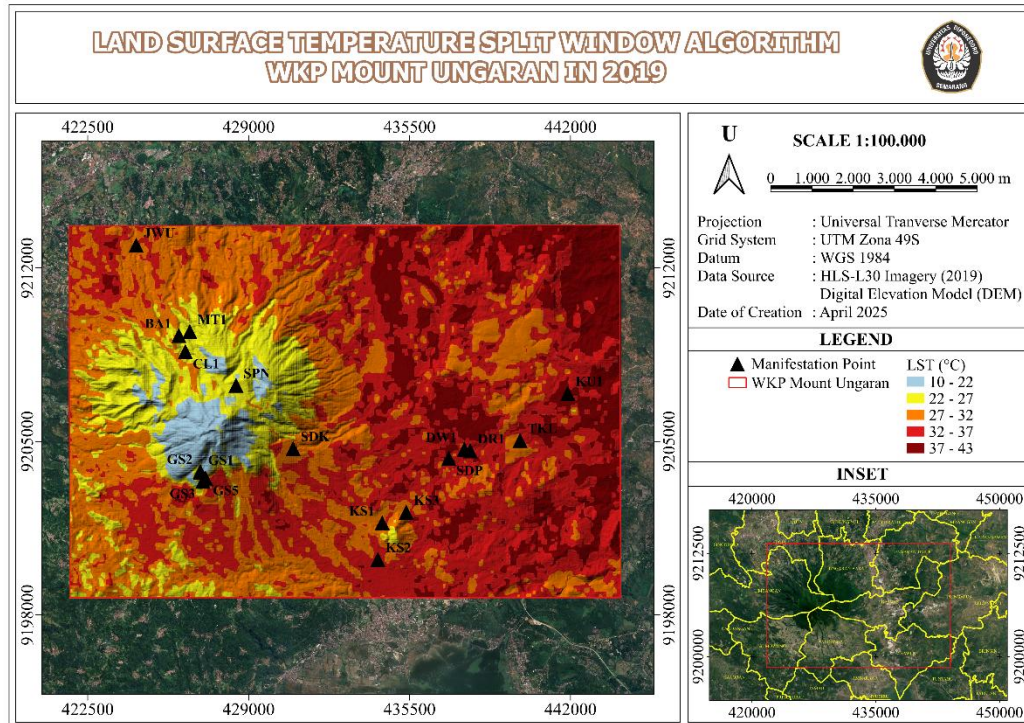 LAND SURFACE TEMPERATURE SPLIT WINDOW ALGORITHM
WKP MOUNT UNGARAN IN 2019
UNIVERSITAS DIPONEGORO
SEMARANG
422500 429000 435500 442000
9212000
9205000
9198000
422500 429000 435500 442000
9212000
9205000
9198000
JWU
BA1
MT1
CL1
SPN
SDK
GS2
GS1
GS3
GS5
KU1
TKE
DW1
DR1
SDP
KS1
KS3
KS2
U
SCALE 1:100.000
0 1.000 2.000 3.000 4.000 5.000 m
Projection : Universal Tranverse Mercator
Grid System : UTM Zona 49S
Datum : WGS 1984
Data Source : HLS-L30 Imagery (2019)
Digital Elevation Model (DEM)
Date of Creation : April 2025
LEGEND
Manifestation Point
WKP Mount Ungaran
LST (°C)
10 - 22
22 - 27
27 - 32
32 - 37
37 - 43
INSET
420000 435000 450000
9212500
9200000
9212500
9200000
420000 435000 450000